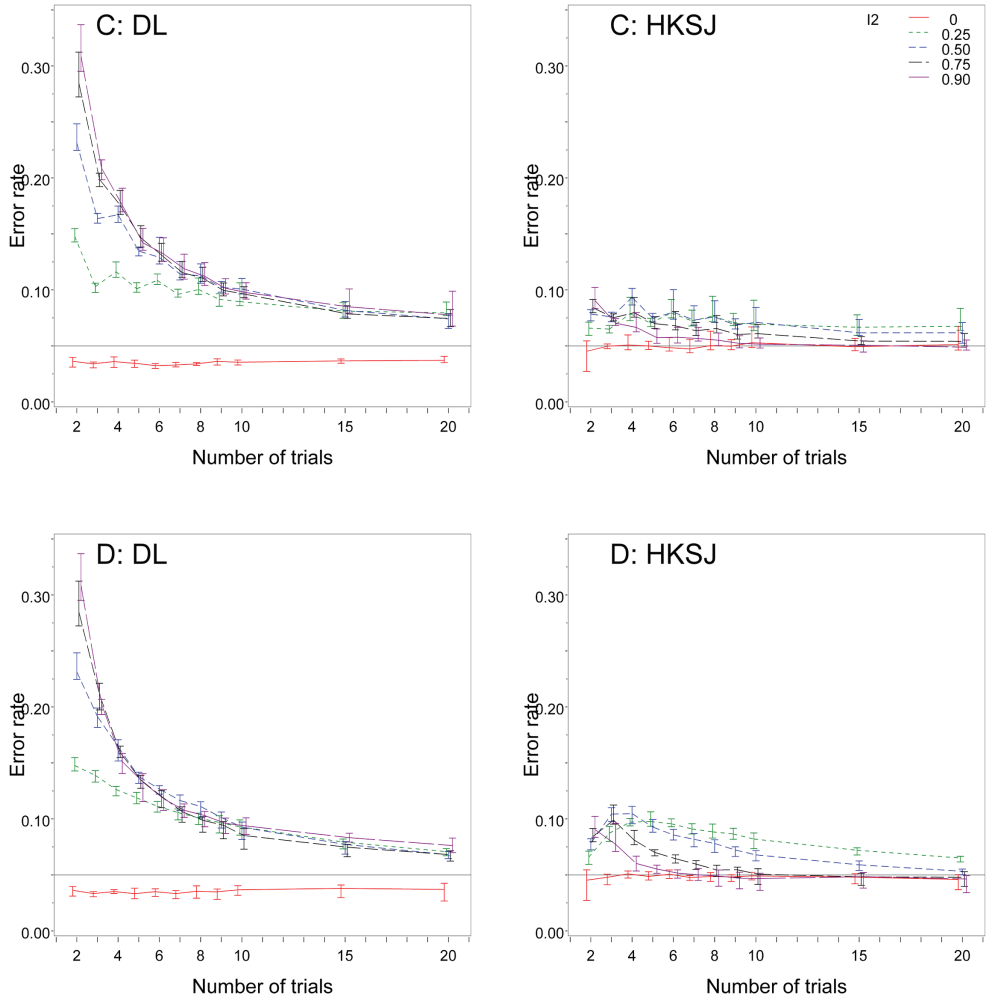 C: DL
0.30
0.20
0.10
0.00
Error rate
2 4 6 8 10 15 20
Number of trials
C: HKSJ
I2
0
0.25
0.50
0.75
0.90
0.30
0.20
0.10
0.00
Error rate
2 4 6 8 10 15 20
Number of trials
D: DL
0.30
0.20
0.10
0.00
Error rate
2 4 6 8 10 15 20
Number of trials
D: HKSJ
0.30
0.20
0.10
0.00
Error rate
2 4 6 8 10 15 20
Number of trials